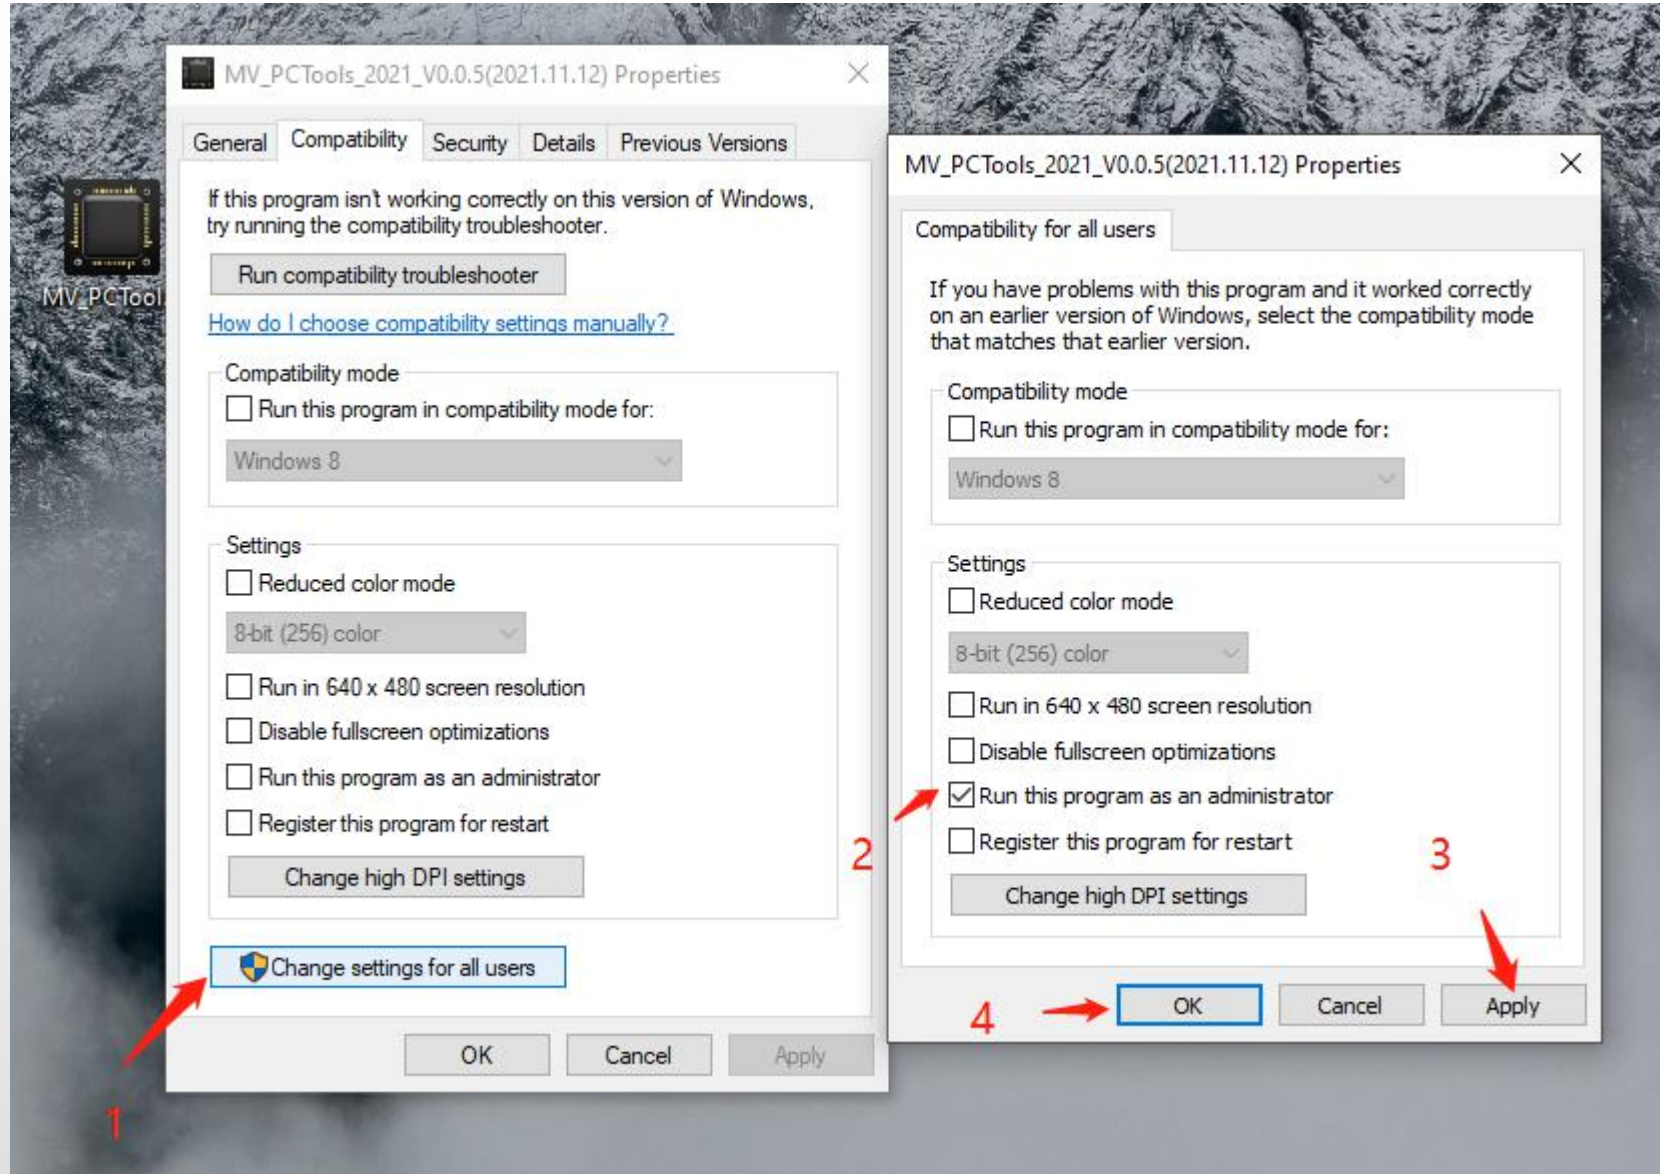 MV_PCTool
MV_PCTools_2021_V0.0.5(2021.11.12) Properties
General
Compatibility
Security
Details
Previous Versions
If this program isn't working correctly on this version of Windows,
try running the compatibility troubleshooter.
Run compatibility troubleshooter
How do I choose compatibility settings manually?
Compatibility mode
Run this program in compatibility mode for:
Windows 8
Settings
Reduced color mode
8-bit (256) color
Run in 640 x 480 screen resolution
Disable fullscreen optimizations
Run this program as an administrator
Register this program for restart
Change high DPI settings
Change settings for all users
OK
Cancel
Apply
1
MV_PCTools_2021_V0.0.5(2021.11.12) Properties
Compatibility for all users
If you have problems with this program and it worked correctly
on an earlier version of Windows, select the compatibility mode
that matches that earlier version.
Compatibility mode
Run this program in compatibility mode for:
Windows 8
Settings
Reduced color mode
8-bit (256) color
Run in 640 x 480 screen resolution
Disable fullscreen optimizations
Run this program as an administrator
2
Register this program for restart
3
Change high DPI settings
4
OK
Cancel
Apply